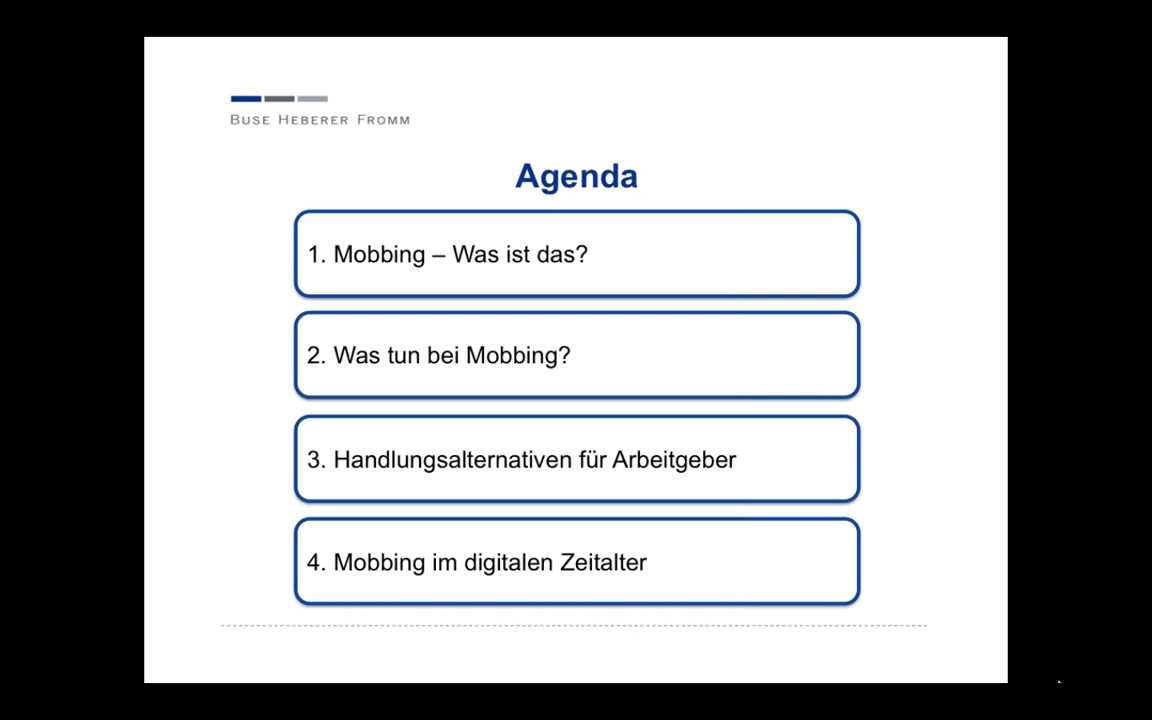 BUSE HEBERER FROMM
Agenda
1. Mobbing – Was ist das?
2. Was tun bei Mobbing?
3. Handlungsalternativen für Arbeitgeber
4. Mobbing im digitalen Zeitalter